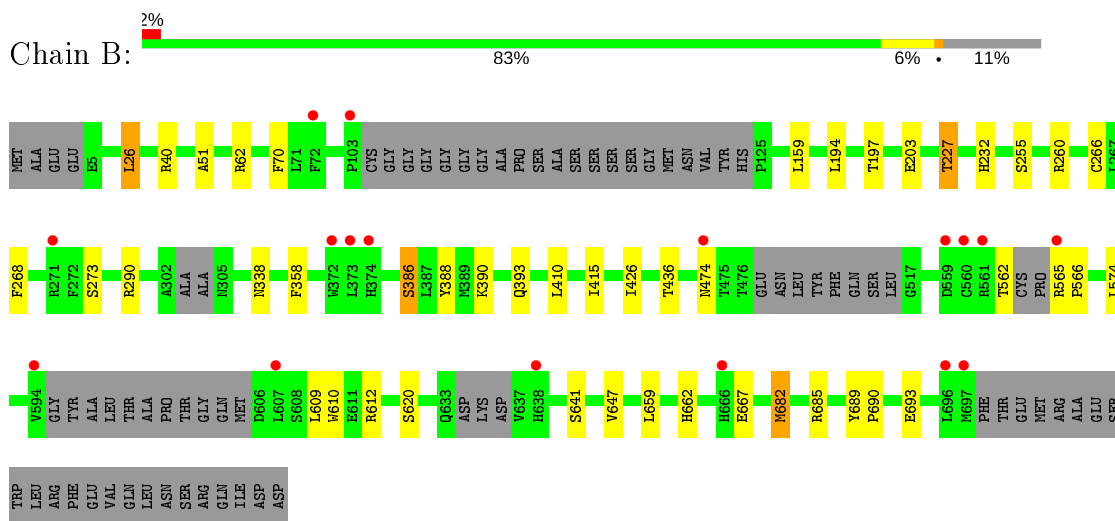 2%
Chain B:
83% 6% • 11%
MET ALA GLU GLU E5 L26 R40 A51 R62 F70 L71 F72 P103 CYS GLY GLY GLY GLY GLY GLY ALA PRO SER ALA SER SER SER SER GLY MET ASN VAL TYR HIS P125 L159 L194 T197 E203 T227 H232 S255 R260 C266 L267
F268 R271 F272 S273 R290 A302 ALA ALA N305 N338 F358 W372 L373 H374 S386 L387 Y388 M389 K390 Q393 L410 I415 I426 T436 N474 T475 T476 GLU ASN LEU TYR PHE GLN SER LEU G517 D559 C560 R561 T562 CYS PRO R565 P566 L574
V594 GLY TYR ALA LEU THR ALA PRO THR GLY GLN MET D606 L607 S608 L609 W610 E611 R612 S620 Q633 ASP LYS ASP V637 H638 S641 V647 L659 H662 H666 E667 M682 R685 Y689 P690 E693 L696 M697 PHE THR GLU MET ARG ALA GLU SER
TRP LEU ARG PHE GLU VAL GLN LEU ASN SER ARG GLN ILE ASP ASP